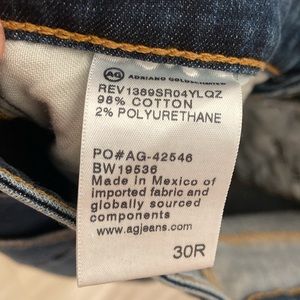 AG
ADRIANO GOLDSCHMIED
REV1389SR04YLQZ
98% COTTON
2% POLYURETHANE
PO#AG-42546
BW19536
Made in Mexico of
imported fabric and
globally sourced
components
www.agjeans.com
30R